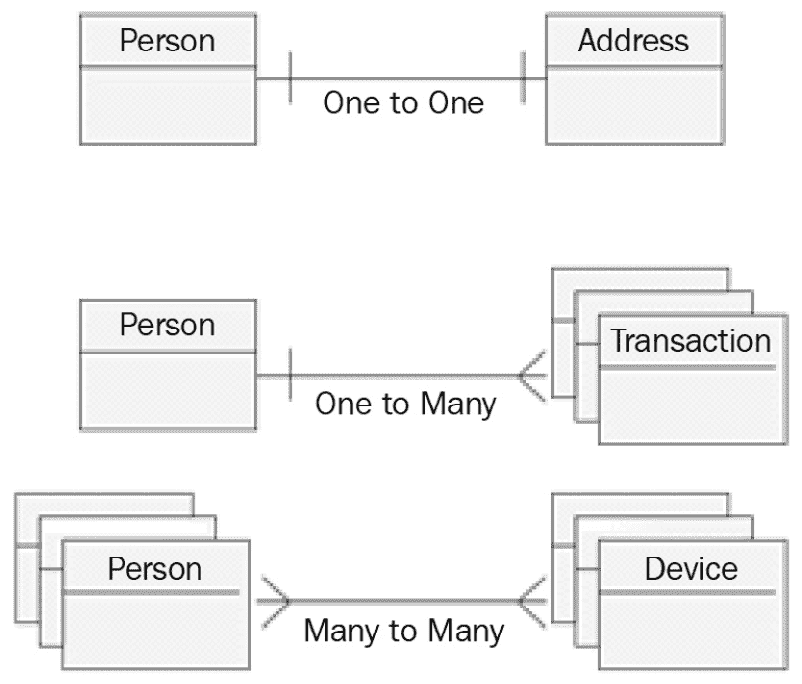 Person
Address
One to One
Person
Transaction
One to Many
Person
Device
Many to Many